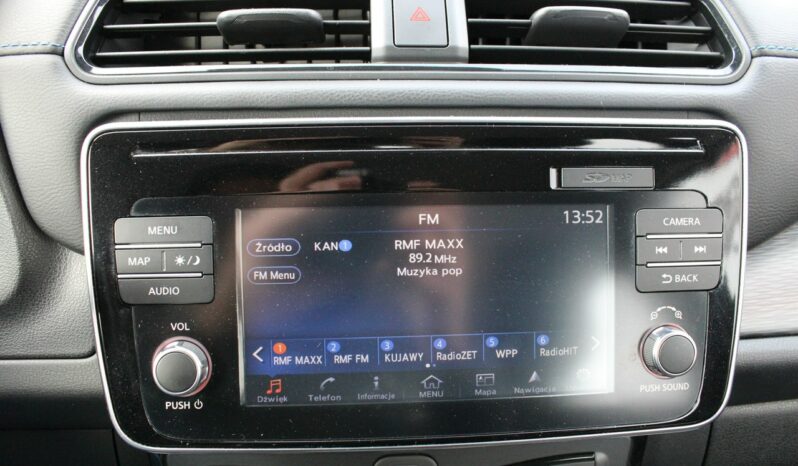 SD MAP
FM 13:52
MENU
Źródło KAN 1 RMF MAXX
89.2 MHz
FM Menu Muzyka pop
MAP
AUDIO
CAMERA
BACK
VOL
PUSH
1 RMF MAXX 2 RMF FM 3 KUJAWY 4 RadioZET 5 WPP 6 RadioHIT
Dźwięk Telefon Informacje MENU Mapa Nawigacja
PUSH SOUND